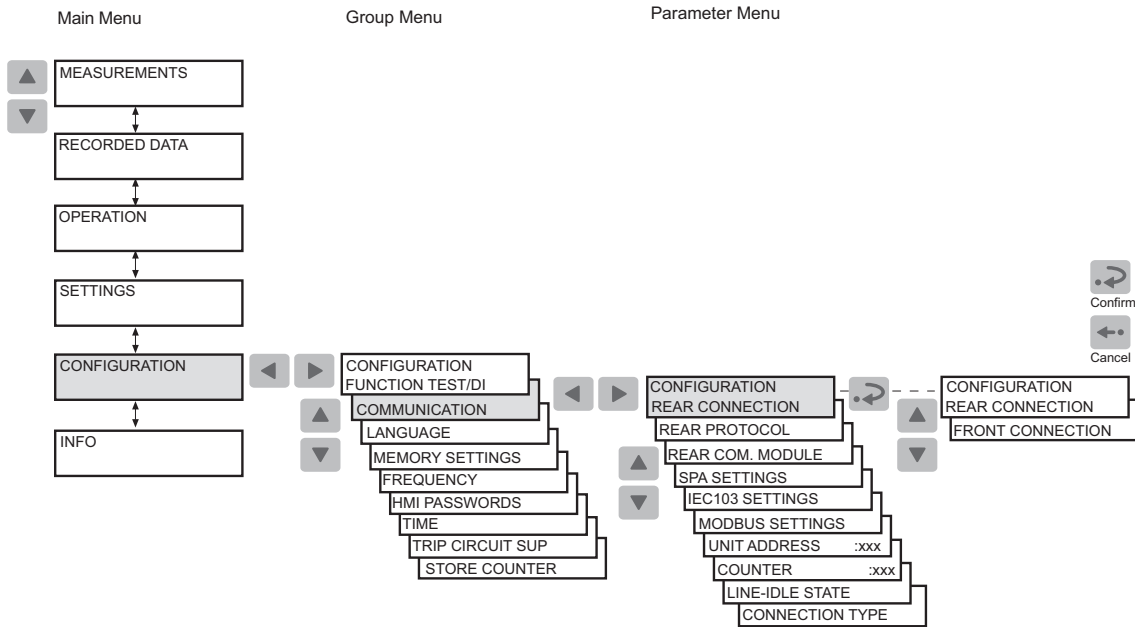 Main Menu
Group Menu
Parameter Menu
MEASUREMENTS
RECORDED DATA
OPERATION
SETTINGS
CONFIGURATION
INFO
CONFIGURATION
FUNCTION TEST/DI
COMMUNICATION
LANGUAGE
MEMORY SETTINGS
FREQUENCY
HMI PASSWORDS
TIME
TRIP CIRCUIT SUP
STORE COUNTER
CONFIGURATION
REAR CONNECTION
REAR PROTOCOL
REAR COM. MODULE
SPA SETTINGS
IEC103 SETTINGS
MODBUS SETTINGS
UNIT ADDRESS :xxx
COUNTER :xxx
LINE-IDLE STATE
CONNECTION TYPE
Confirm
Cancel
CONFIGURATION
REAR CONNECTION
FRONT CONNECTION